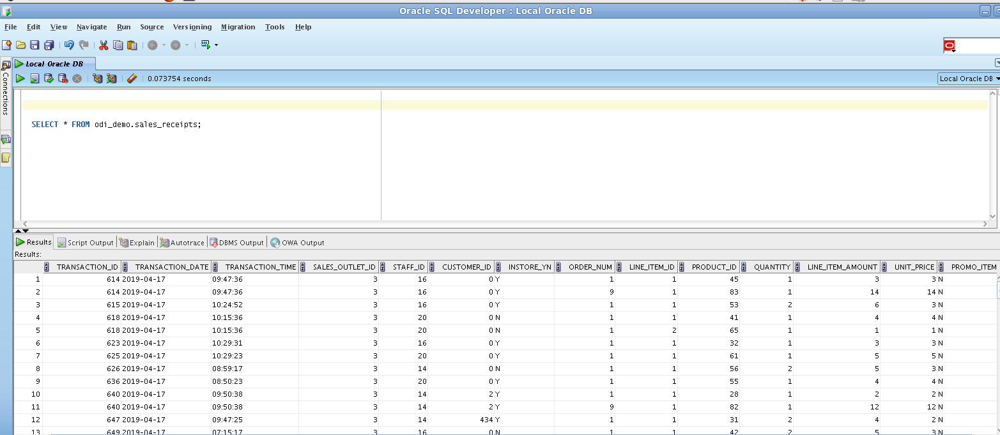 Oracle SQL Developer : Local Oracle DB
File Edit View Navigate Run Source Versioning Migration Tools Help
Local Oracle DB
0.073754 seconds
Local Oracle DB
Connections
SELECT * FROM odi_demo.sales_receipts;
Results Script Output Explain Autotrace DBMS Output OWA Output
Results:
TRANSACTION_ID TRANSACTION_DATE TRANSACTION_TIME SALES_OUTLET_ID STAFF_ID CUSTOMER_ID INSTORE_YN ORDER_NUM LINE_ITEM_ID PRODUCT_ID QUANTITY LINE_ITEM_AMOUNT UNIT_PRICE PROMO_ITEM
1 614 2019-04-17 09:47:36 3 16 0 Y 1 1 45 1 3 3 N
2 614 2019-04-17 09:47:36 3 16 0 Y 9 1 83 1 14 14 N
3 615 2019-04-17 10:24:52 3 16 0 Y 1 1 53 2 6 3 N
4 618 2019-04-17 10:15:36 3 20 0 N 1 1 41 1 4 4 N
5 618 2019-04-17 10:15:36 3 20 0 N 1 2 65 1 1 1 N
6 623 2019-04-17 10:29:31 3 16 0 Y 1 1 32 1 3 3 N
7 625 2019-04-17 10:29:23 3 20 0 Y 1 1 61 1 5 5 N
8 626 2019-04-17 08:59:17 3 14 0 N 1 1 56 2 5 3 N
9 636 2019-04-17 08:50:23 3 20 0 Y 1 1 55 1 4 4 N
10 640 2019-04-17 09:50:38 3 14 2 Y 1 1 28 1 2 2 N
11 640 2019-04-17 09:50:38 3 14 2 Y 9 1 82 1 12 12 N
12 647 2019-04-17 09:47:25 3 14 434 Y 1 1 31 2 4 2 N
13 649 2019-04-17 07:15:17 3 16 0 N 1 1 42 2 5 3 N